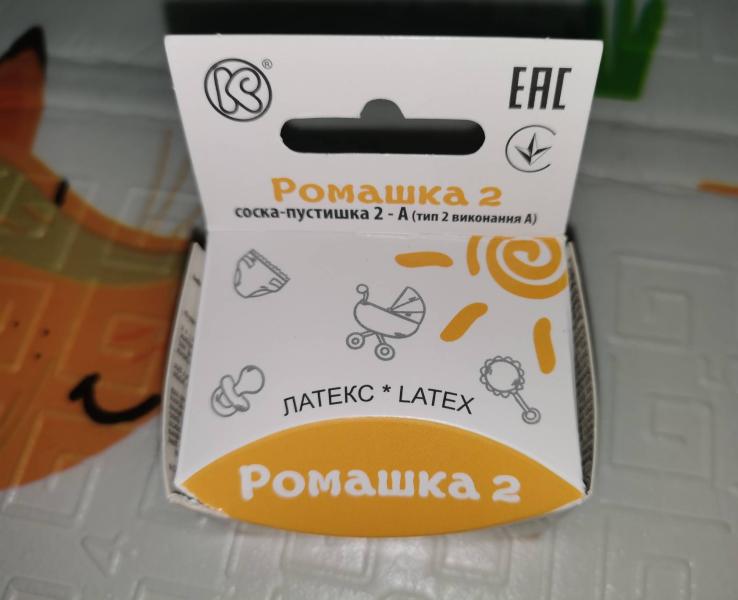 ®
EAC
Ромашка 2
соска-пустишка 2 - А (тип 2 виконання А)
ЛАТЕКС * LATEX
Ромашка 2